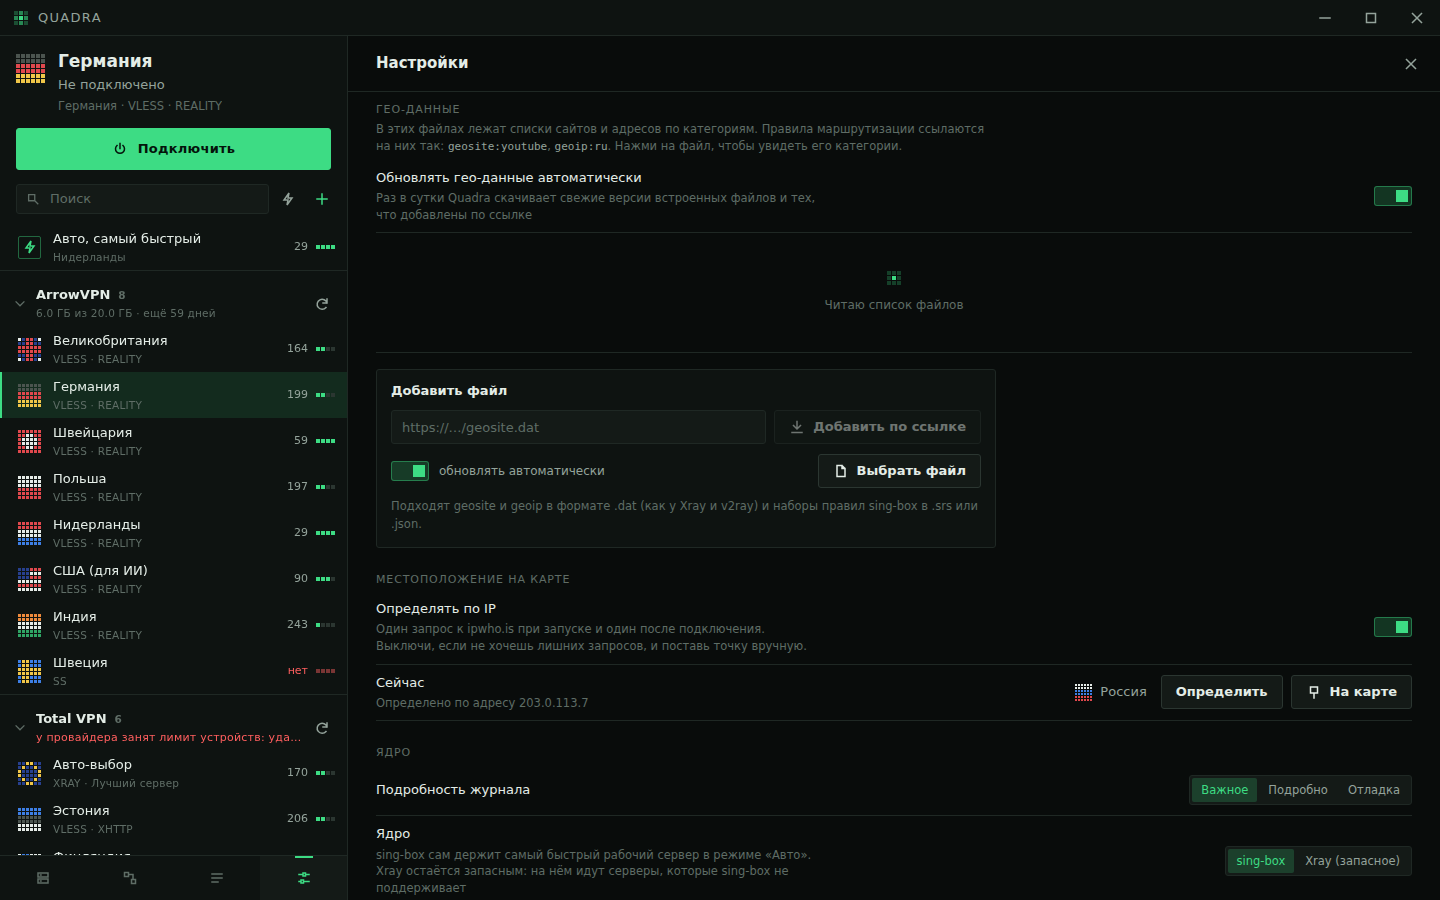 QUADRA
Германия
Не подключено
Германия · VLESS · REALITY
Подключить
Поиск
Авто, самый быстрый
Нидерланды
29
ArrowVPN 8
6.0 ГБ из 20.0 ГБ · ещё 59 дней
Великобритания
VLESS · REALITY
164
Германия
VLESS · REALITY
199
Швейцария
VLESS · REALITY
59
Польша
VLESS · REALITY
197
Нидерланды
VLESS · REALITY
29
США (для ИИ)
VLESS · REALITY
90
Индия
VLESS · REALITY
243
Швеция
SS
нет
Total VPN 6
у провайдера занят лимит устройств: уда...
Авто-выбор
XRAY · Лучший сервер
170
Эстония
VLESS · XHTTP
206
Настройки
ГЕО-ДАННЫЕ
В этих файлах лежат списки сайтов и адресов по категориям. Правила маршрутизации ссылаются
на них так: geosite:youtube, geoip:ru. Нажми на файл, чтобы увидеть его категории.
Обновлять гео-данные автоматически
Раз в сутки Quadra скачивает свежие версии встроенных файлов и тех,
что добавлены по ссылке
Читаю список файлов
Добавить файл
https://…/geosite.dat
Добавить по ссылке
обновлять автоматически
Выбрать файл
Подходят geosite и geoip в формате .dat (как у Xray и v2ray) и наборы правил sing-box в .srs или
.json.
МЕСТОПОЛОЖЕНИЕ НА КАРТЕ
Определять по IP
Один запрос к ipwho.is при запуске и один после подключения.
Выключи, если не хочешь лишних запросов, и поставь точку вручную.
Сейчас
Определено по адресу 203.0.113.7
Россия
Определить
На карте
ЯДРО
Подробность журнала
Важное
Подробно
Отладка
Ядро
sing-box сам держит самый быстрый рабочий сервер в режиме «Авто».
Xray остаётся запасным: на нём идут серверы, которые sing-box не
поддерживает
sing-box
Xray (запасное)